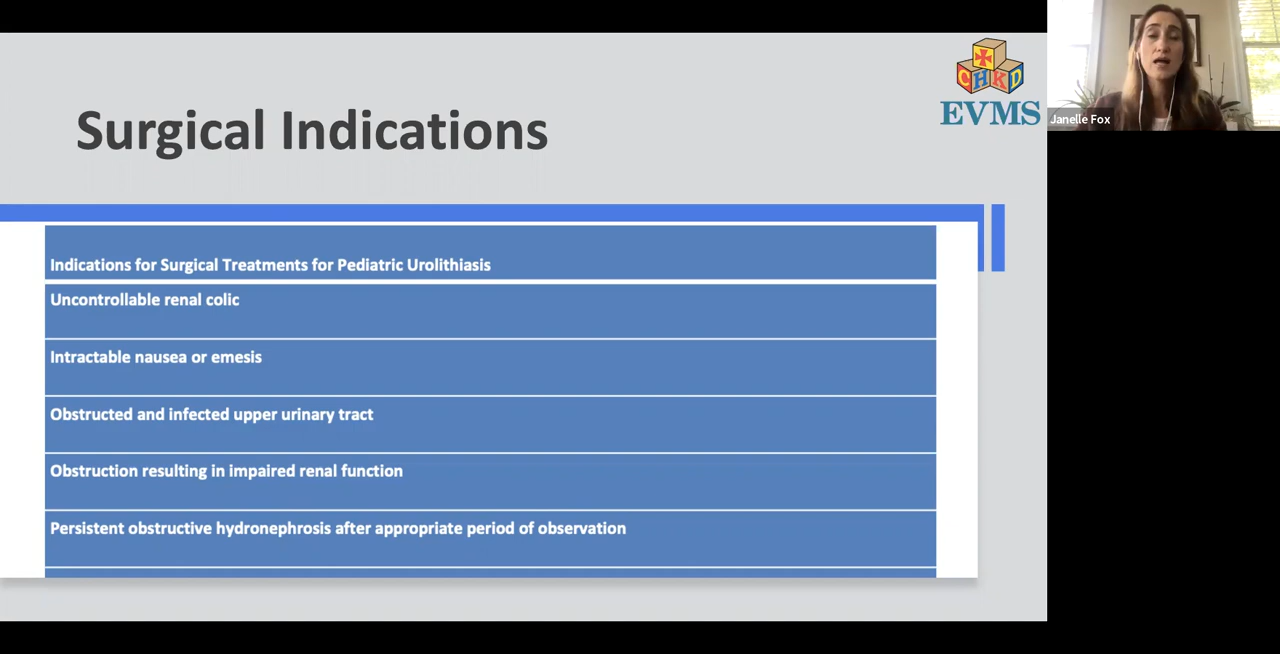 CHKD
EVMS
Janelle Fox
Surgical Indications
Indications for Surgical Treatments for Pediatric Urolithiasis
Uncontrollable renal colic
Intractable nausea or emesis
Obstructed and infected upper urinary tract
Obstruction resulting in impaired renal function
Persistent obstructive hydronephrosis after appropriate period of observation